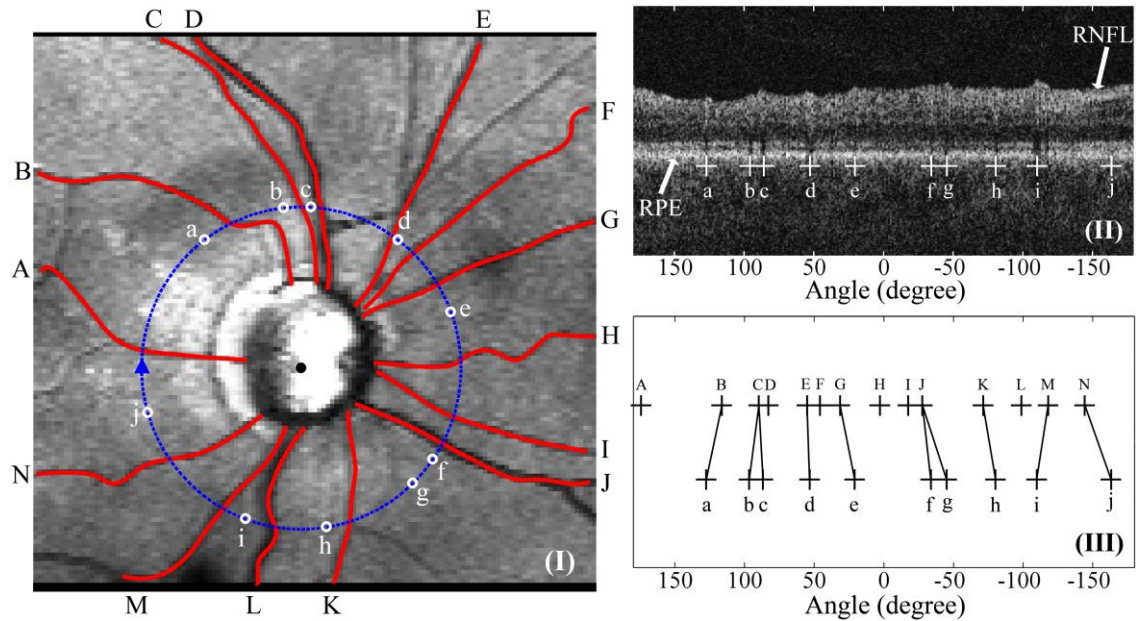 C D E
F
B
G
A
H
I
J
N
M L K
a b c d e f g h i j
(I)
RNFL
RPE
a b c d e f g h i j
(II)
150 100 50 0 -50 -100 -150
Angle (degree)
A B C D E F G H I J K L M N
a b c d e f g h i j
(III)
150 100 50 0 -50 -100 -150
Angle (degree)